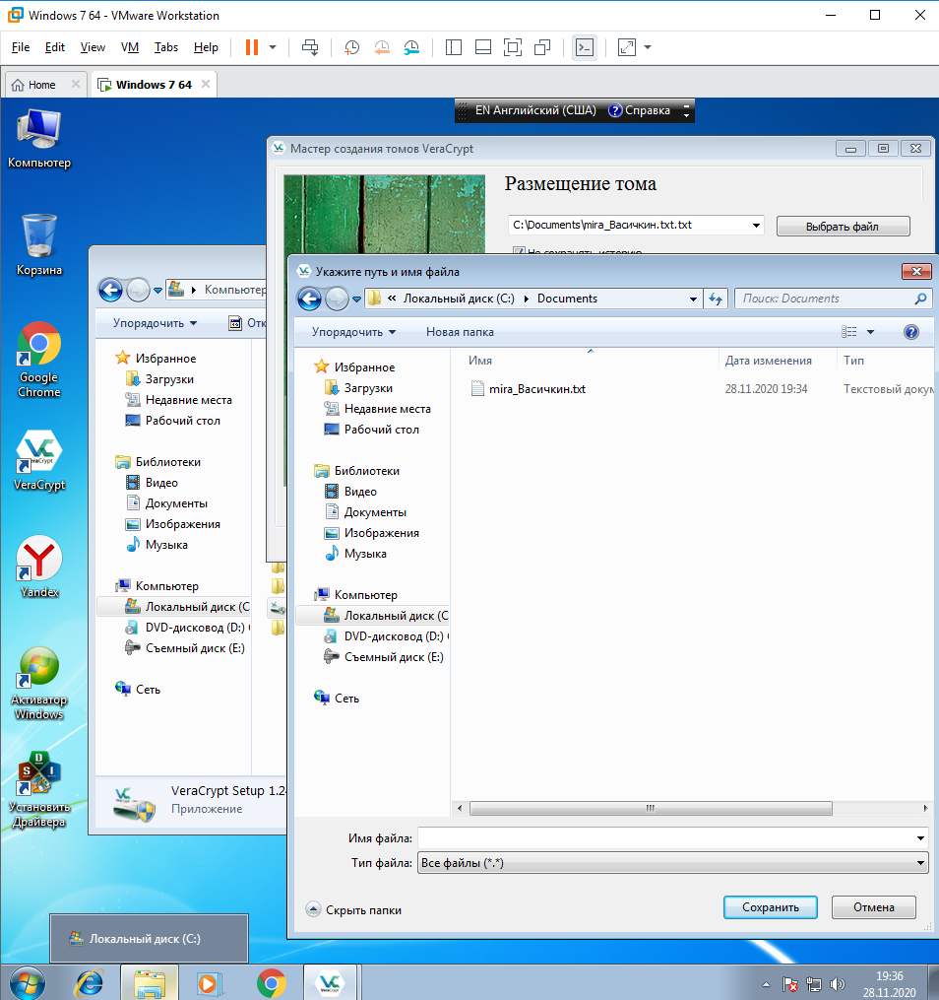 Windows 7 64 - VMware Workstation
File Edit View VM Tabs Help
Home
Windows 7 64
EN Английский (США) Справка
Компьютер
Корзина
Google Chrome
VeraCrypt
Yandex
Активатор Windows
Установить Драйвера
Мастер создания томов VeraCrypt
Размещение тома
C:\Documents\mira_Васичкин.txt.txt
Выбрать файл
Не сохранять историю
Компьютер
Упорядочить
Избранное
Загрузки
Недавние места
Рабочий стол
Библиотеки
Видео
Документы
Изображения
Музыка
Компьютер
Локальный диск (C
DVD-дисковод (D:)
Съемный диск (E:)
Сеть
VeraCrypt Setup 1.2
Приложение
Укажите путь и имя файла
« Локальный диск (C:) Documents
Поиск: Documents
Упорядочить Новая папка
Избранное
Загрузки
Недавние места
Рабочий стол
Библиотеки
Видео
Документы
Изображения
Музыка
Компьютер
Локальный диск (C
DVD-дисковод (D:)
Съемный диск (E:)
Сеть
Имя Дата изменения Тип
mira_Васичкин.txt 28.11.2020 19:34 Текстовый докум
Имя файла:
Тип файла: Все файлы (*.*)
Скрыть папки
Сохранить Отмена
Локальный диск (C:)
19:36
28.11.2020